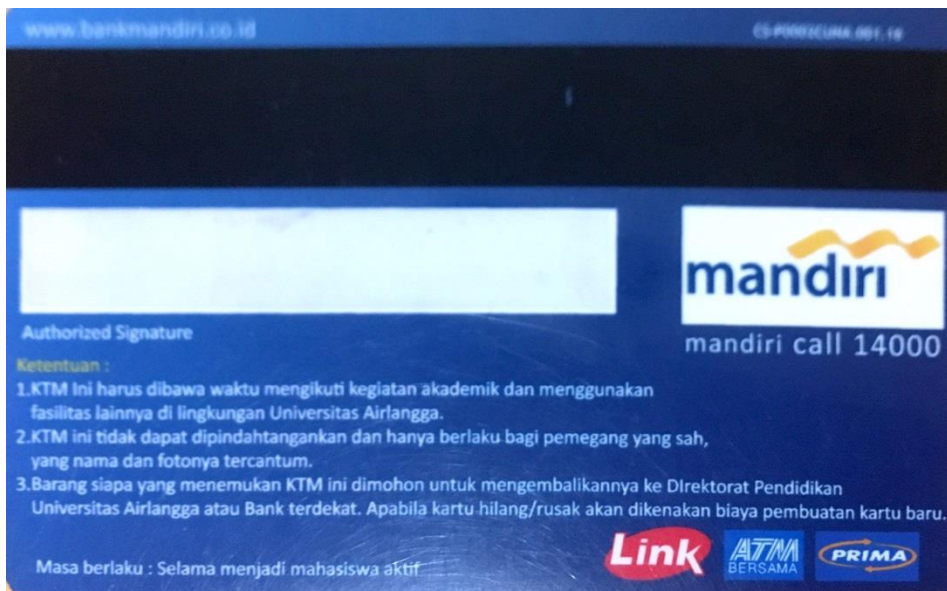 www.bankmandiri.co.id
Authorized Signature
mandiri
mandiri call 14000
Ketentuan :
1.KTM Ini harus dibawa waktu mengikuti kegiatan akademik dan menggunakan
fasilitas lainnya di lingkungan Universitas Airlangga.
2.KTM ini tidak dapat dipindahtangankan dan hanya berlaku bagi pemegang yang sah,
yang nama dan fotonya tercantum.
3.Barang siapa yang menemukan KTM ini dimohon untuk mengembalikannya ke DIrektorat Pendidikan
Universitas Airlangga atau Bank terdekat. Apabila kartu hilang/rusak akan dikenakan biaya pembuatan kartu baru.
Masa berlaku : Selama menjadi mahasiswa aktif
Link
ATM
BERSAMA
PRIMA